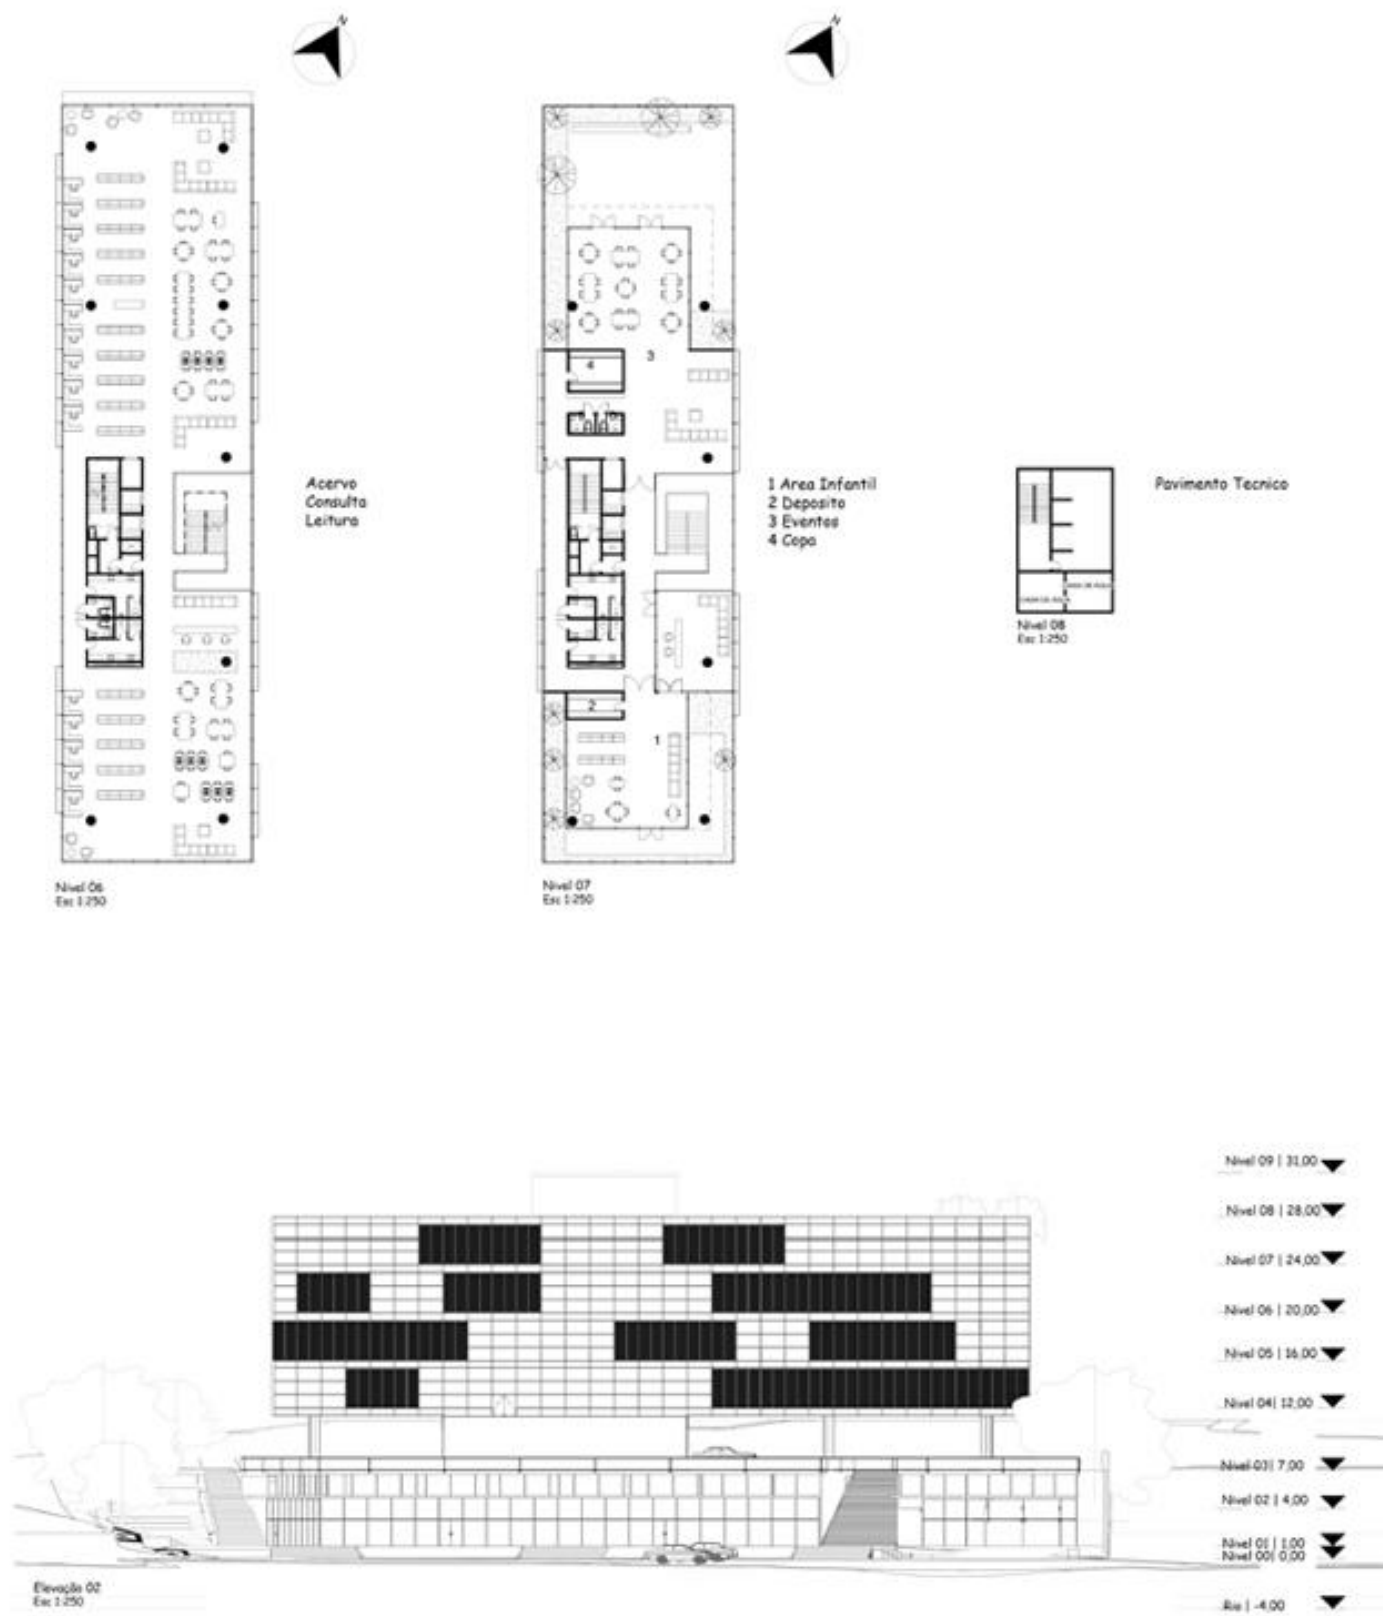 N
N
Acervo
Consulta
Leitura
4
3
1 Area Infantil
2 Deposito
3 Eventos
4 Copa
Pavimento Tecnico
2
1
Nivel 08
Esc 1:250
Nivel 06
Esc 1:250
Nivel 07
Esc 1:250
Nivel 09 | 31,00
Nivel 08 | 28,00
Nivel 07 | 24,00
Nivel 06 | 20,00
Nivel 05 | 16,00
Nivel 04| 12,00
Nivel 03| 7,00
Nivel 02 | 4,00
Nivel 01 | 1,00
Nivel 00| 0,00
Elevação 02
Esc 1:250
Rio | -4,00